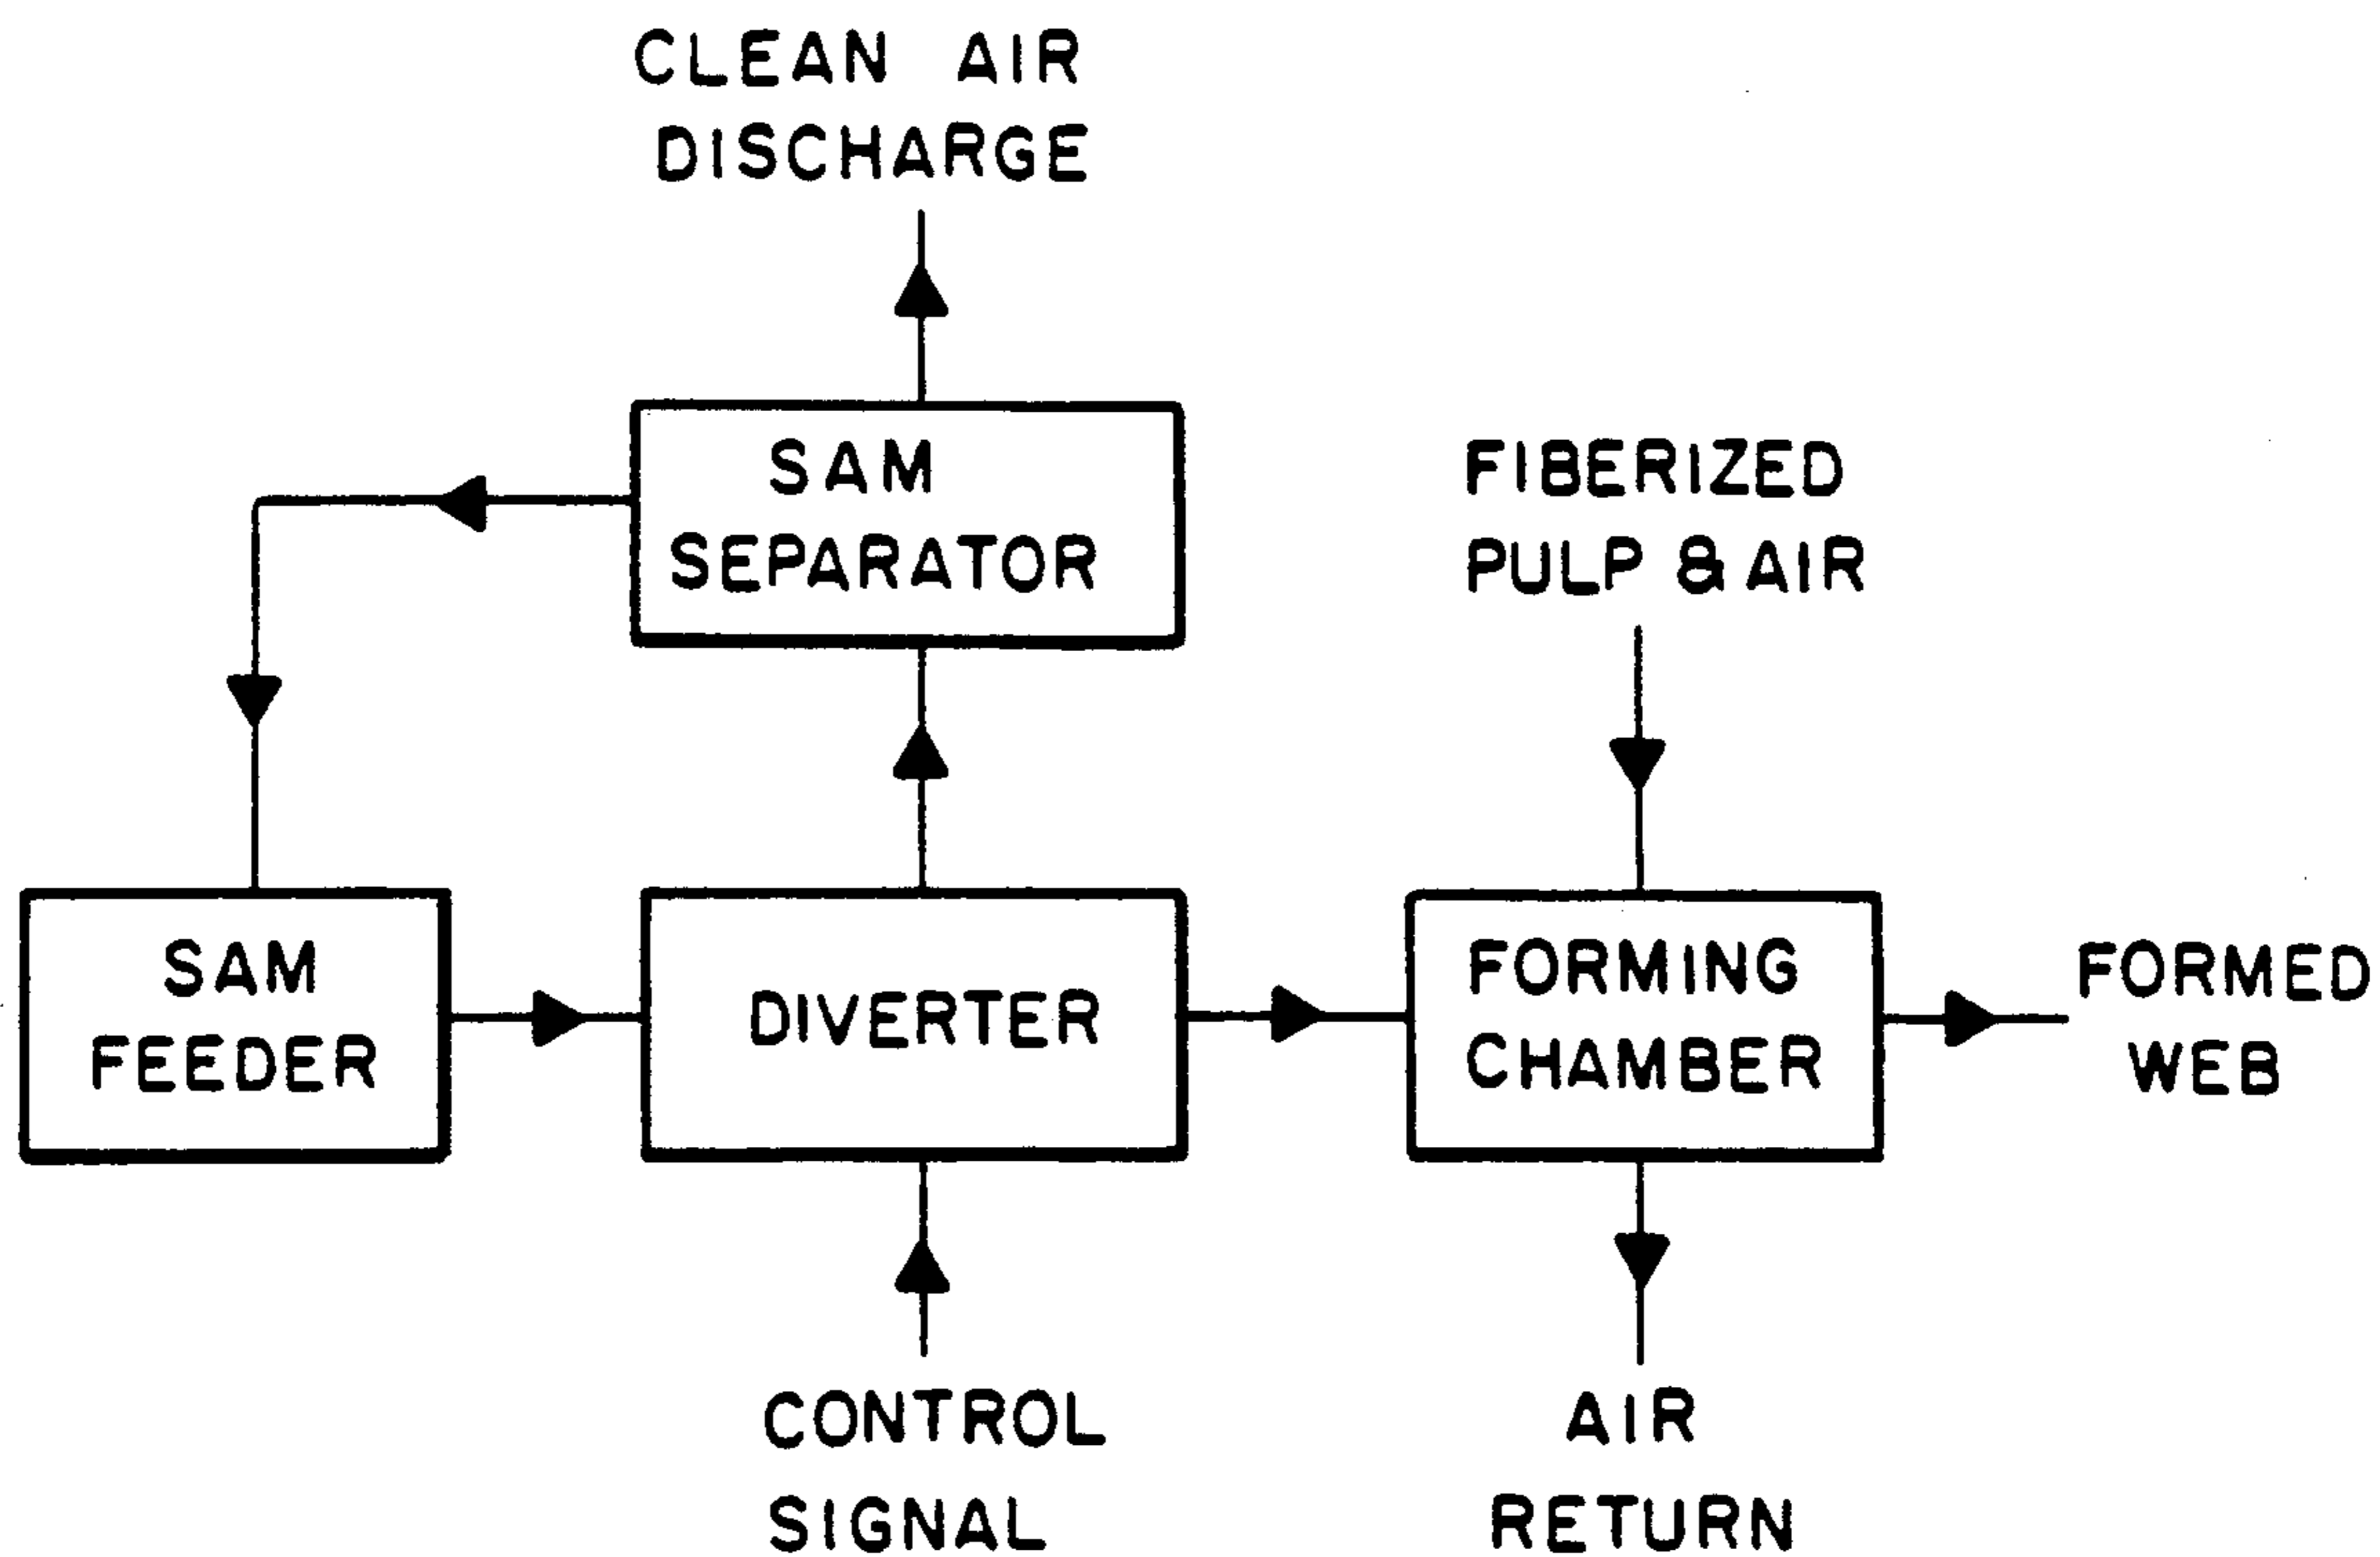 CLEAN AIR
DISCHARGE
SAM
SEPARATOR
FIBERIZED
PULP & AIR
SAM
FEEDER
DIVERTER
FORMING
CHAMBER
FORMED
WEB
CONTROL
SIGNAL
AIR
RETURN